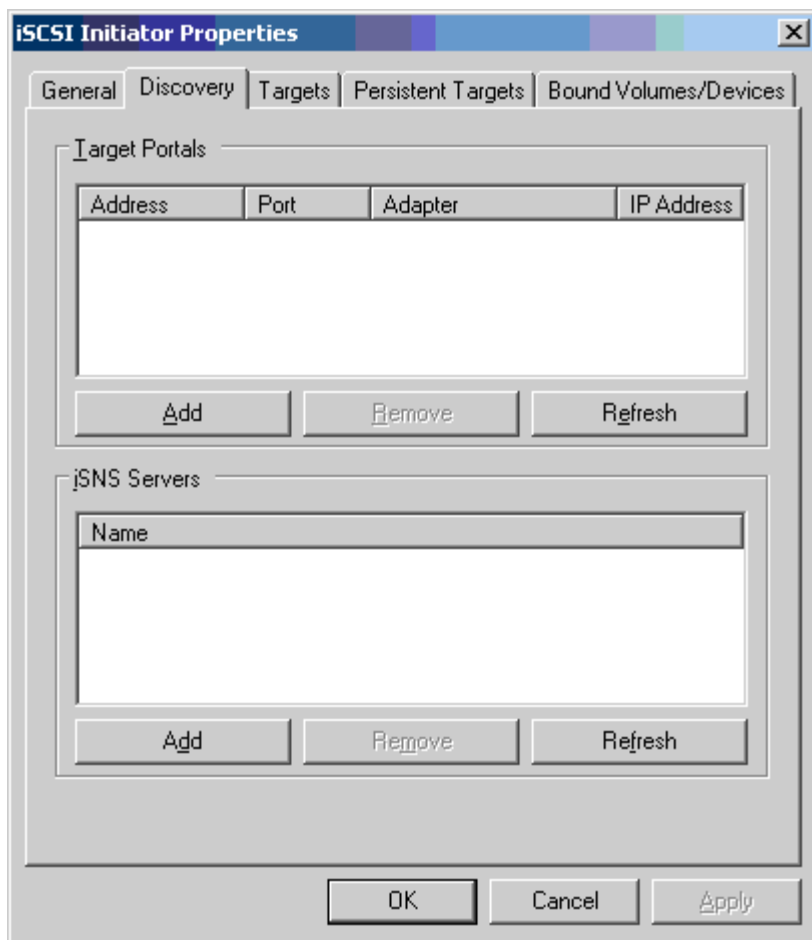 iSCSI Initiator Properties
General Discovery Targets Persistent Targets Bound Volumes/Devices
Target Portals
Address Port Adapter IP Address
Add Remove Refresh
iSNS Servers
Name
Add Remove Refresh
OK Cancel Apply